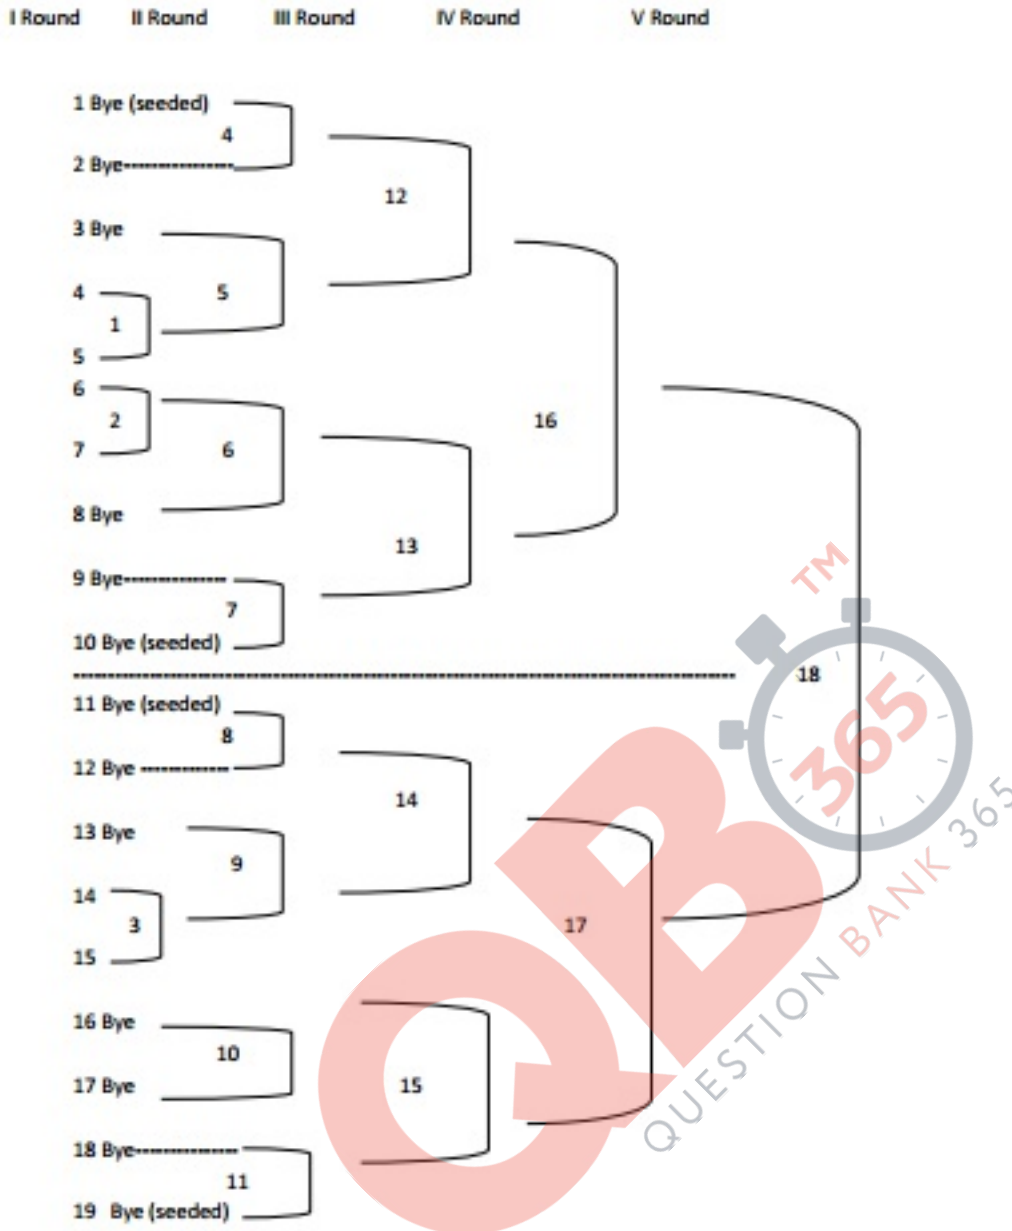 I Round II Round III Round IV Round V Round
1 Bye (seeded)
4
2 Bye
12
3 Bye
4
5
1
5
6
2
16
7
6
8 Bye
13
9 Bye
TM
7
10 Bye (seeded)
18
11 Bye (seeded)
8
365
12 Bye
14
13 Bye
9
14
3
17
15
16 Bye
10
17 Bye
15
18 Bye
11
19 Bye (seeded)
QB
QUESTION BANK 365